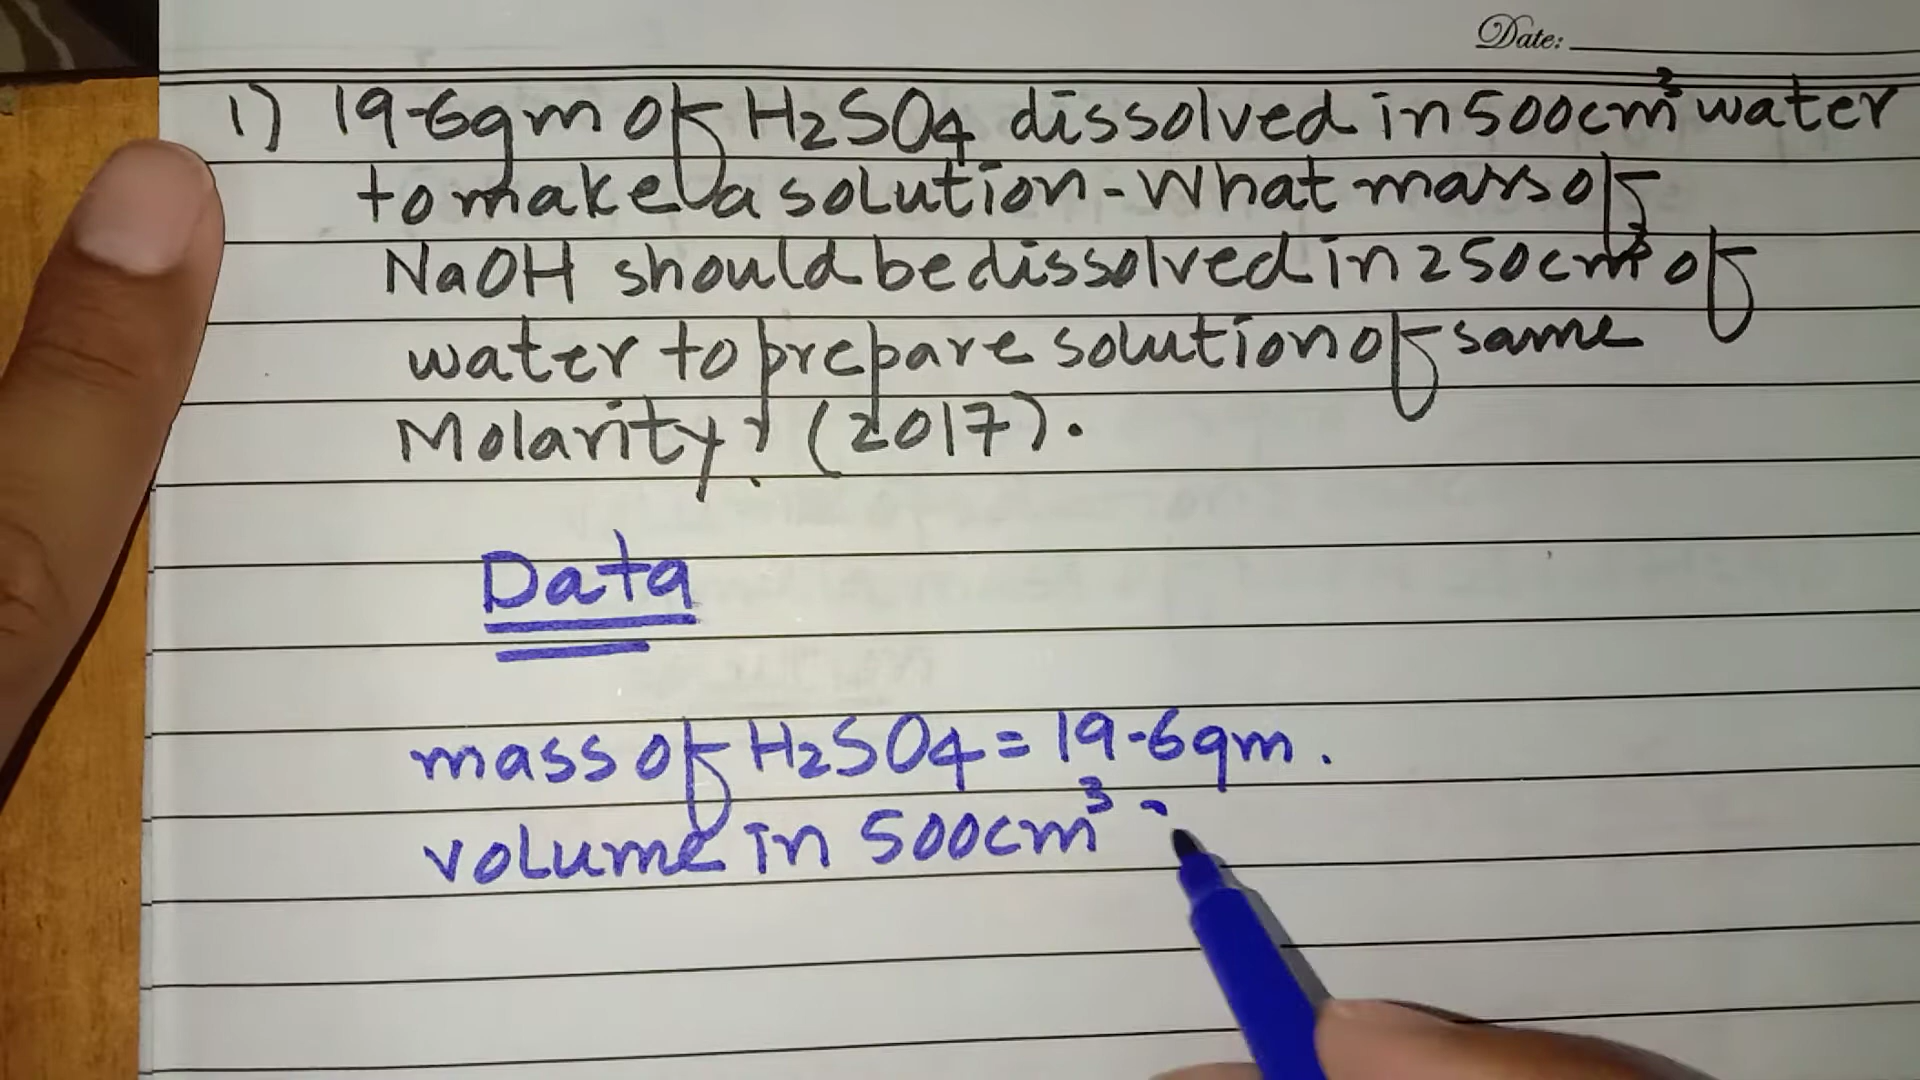 Date:
1) 19.6gm of H₂SO₄ dissolved in 500cm³ water
to make a solution. What mass of
NaOH should be dissolved in 250cm³ of
water to prepare solution of same
Molarity? (2017).
Data
mass of H₂SO₄ = 19.6gm.
volume in 500cm³ -